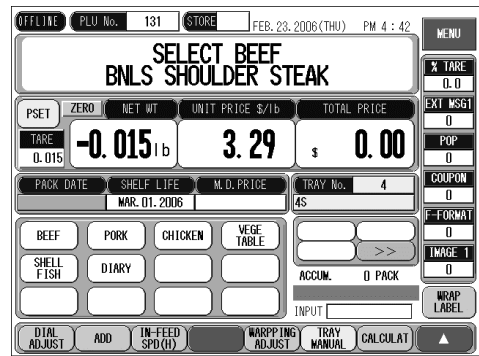 OFFLINE PLU No. 131 STORE FEB. 23. 2006(THU) PM 4 : 42
MENU
SELECT BEEF
BNLS SHOULDER STEAK
% TARE
0.0
EXT MSG1
0
POP
0
COUPON
0
F-FORMAT
0
IMAGE 1
0
WRAP
LABEL
PSET ZERO NET WT UNIT PRICE $/lb TOTAL PRICE
TARE
0.015
-0.015 lb 3.29 $ 0.00
PACK DATE SHELF LIFE M.D.PRICE TRAY No. 4
MAR. 01. 2006 4S
BEEF PORK CHICKEN VEGE
TABLE
SHELL
FISH DIARY
>>
ACCUM. 0 PACK
INPUT
DIAL
ADJUST
ADD
IN-FEED
SPD(H)
WARPPING
ADJUST
TRAY
MANUAL
CALCULAT